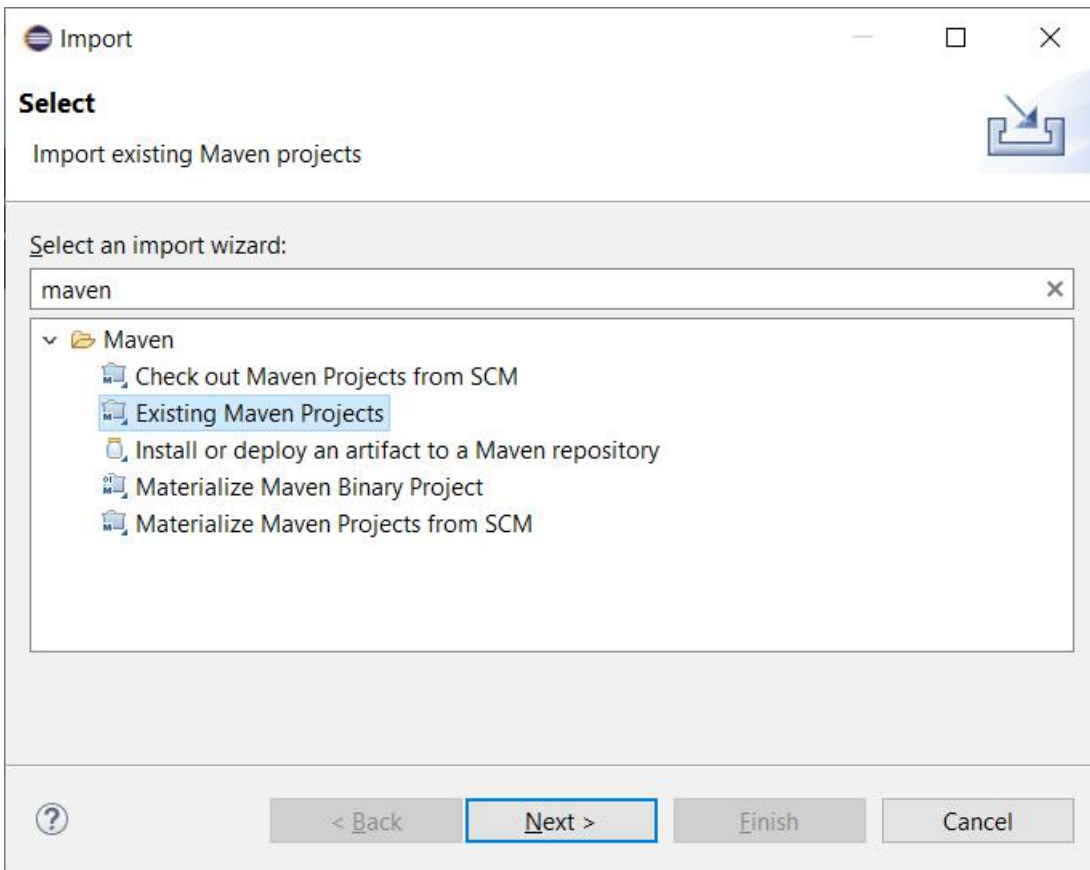 Import
Select
Import existing Maven projects
Select an import wizard:
maven
Maven
Check out Maven Projects from SCM
Existing Maven Projects
Install or deploy an artifact to a Maven repository
Materialize Maven Binary Project
Materialize Maven Projects from SCM
? < Back Next > Finish Cancel